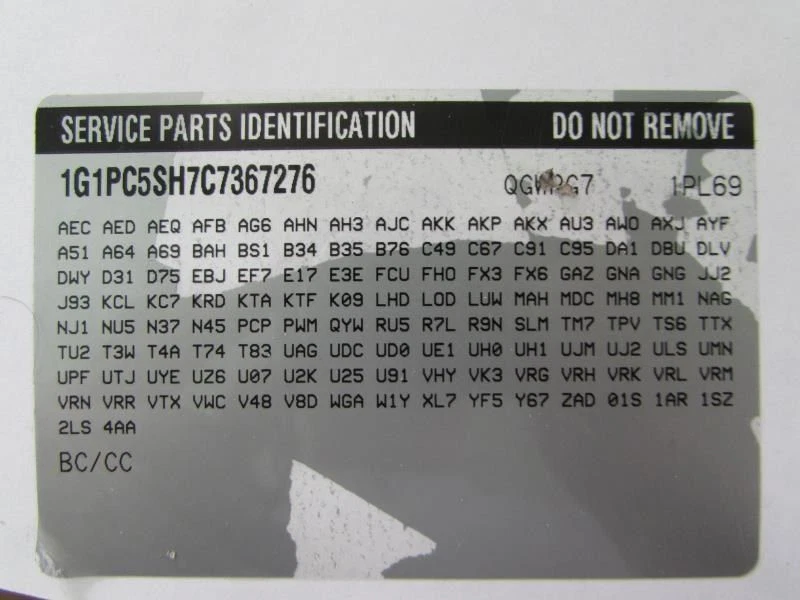 SERVICE PARTS IDENTIFICATION DO NOT REMOVE
1G1PC5SH7C7367276 1PL69
AEC AED AEQ AFB AG6 AHN AH3 AJC AKK AKP AKX AU3 AWO AXJ AYF
A51 A64 A69 BAH BS1 B34 B35 B76 C49 C67 C91 C95 DA1 DBU DLV
DWY D31 D75 EBJ EF7 E17 E3E FCU FHO FX3 FX6 GAZ GNA GNG JJ2
J93 KCL KC7 KRD KTA KTF K09 LHD LOD LUW MAH MDC MH8 MM1 NAG
NJ1 NU5 N37 N45 PCP PWM QYW RU5 R7L R9N SLM TM7 TPV TS6 TTX
TU2 T3W T4A T74 T83 UAG UDC UD0 UE1 UH0 UH1 UJM UJ2 ULS UMN
UPF UTJ UYE UZ6 U07 U2K U25 U91 VHY VK3 VRG VRH VRK VRL VRM
VRN VRR VTX VWC V48 V8D WGA W1Y XL7 YF5 Y67 ZAD 01S 1AR 1SZ
2LS 4AA
BC/CC